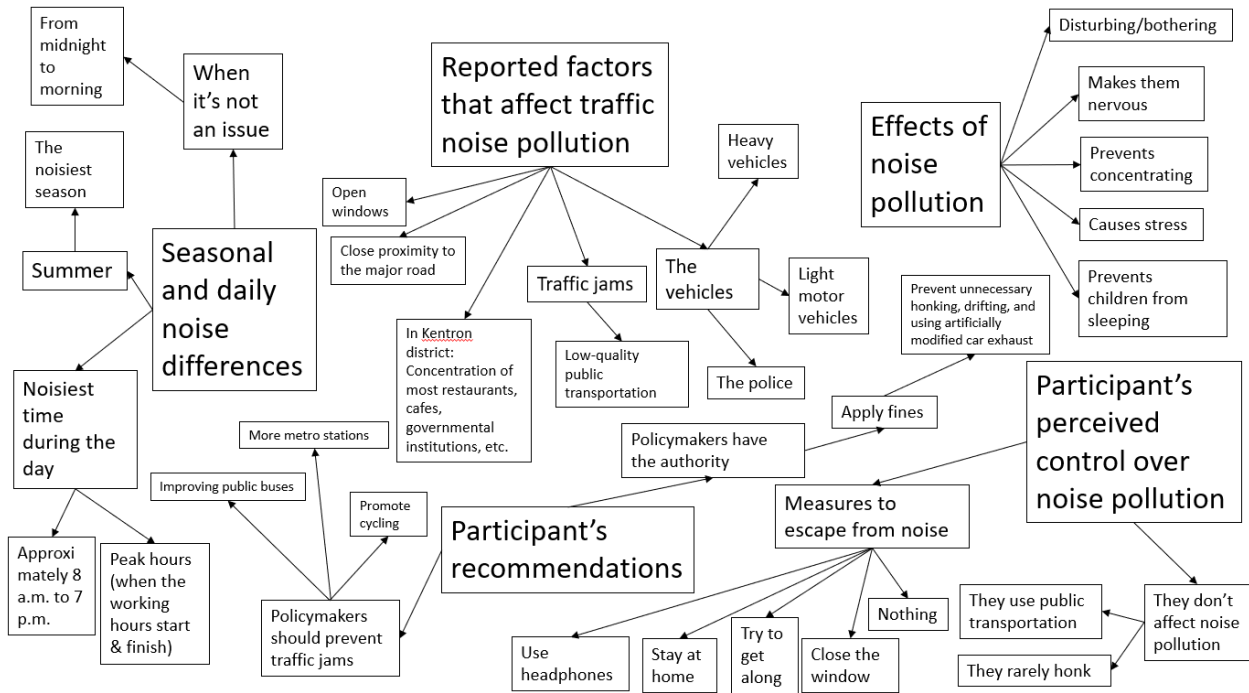 From
midnight
to
morning
When
it's not
an issue
The
noisiest
season
Summer
Seasonal
and daily
noise
differences
Noisiest
time
during the
day
Approxi
mately 8
a.m. to 7
p.m.
Peak hours
(when the
working
hours start
& finish)
Reported factors
that affect traffic
noise pollution
Open
windows
Close proximity to
the major road
In Kentron
district:
Concentration of
most restaurants,
cafes,
governmental
institutions, etc.
Traffic jams
Low-quality
public
transportation
The
vehicles
Heavy
vehicles
Light
motor
vehicles
The police
Effects of
noise
pollution
Disturbing/bothering
Makes them
nervous
Prevents
concentrating
Causes stress
Prevents
children from
sleeping
Participant's
recommendations
Policymakers have
the authority
Apply fines
Prevent unnecessary
honking, drifting, and
using artificially
modified car exhaust
Policymakers
should prevent
traffic jams
Improving public buses
More metro stations
Promote
cycling
Participant's
perceived
control over
noise pollution
Measures to
escape from noise
Use
headphones
Stay at
home
Try to
get
along
Close the
window
Nothing
They don't
affect noise
pollution
They use public
transportation
They rarely honk